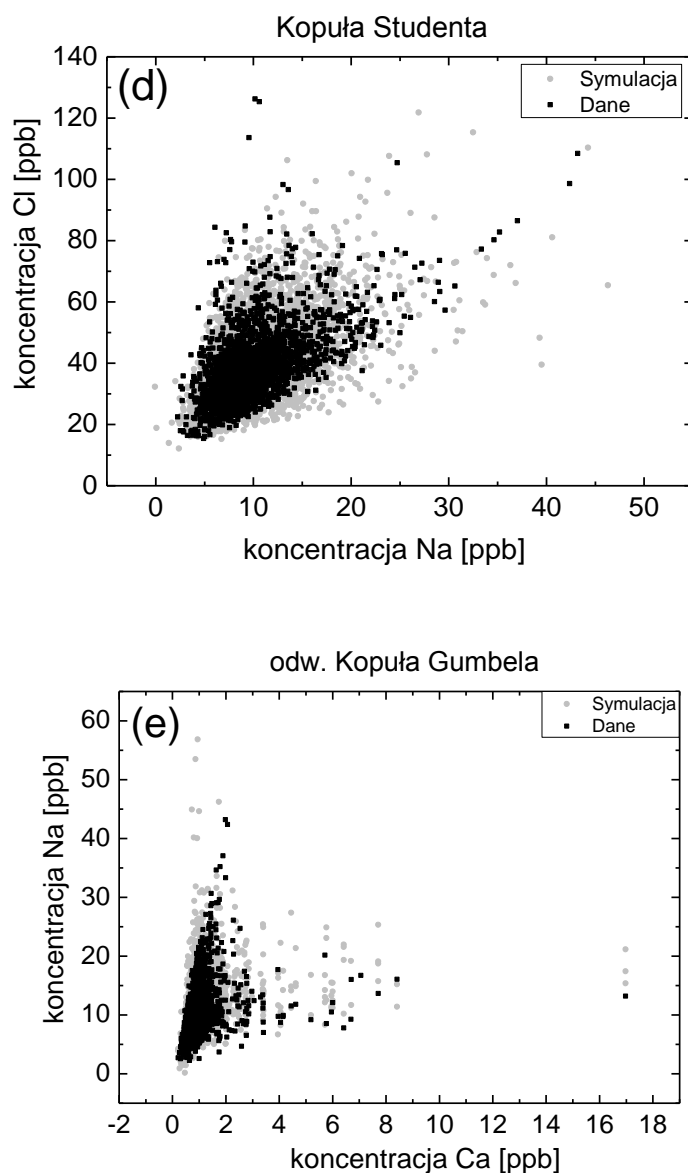 Kopuła Studenta
(d)
Symulacja
Dane
140
120
100
80
60
40
20
0
koncentracja Cl [ppb]
0 10 20 30 40 50
koncentracja Na [ppb]
odw. Kopuła Gumbela
(e)
Symulacja
Dane
60
50
40
30
20
10
0
koncentracja Na [ppb]
-2 0 2 4 6 8 10 12 14 16 18
koncentracja Ca [ppb]